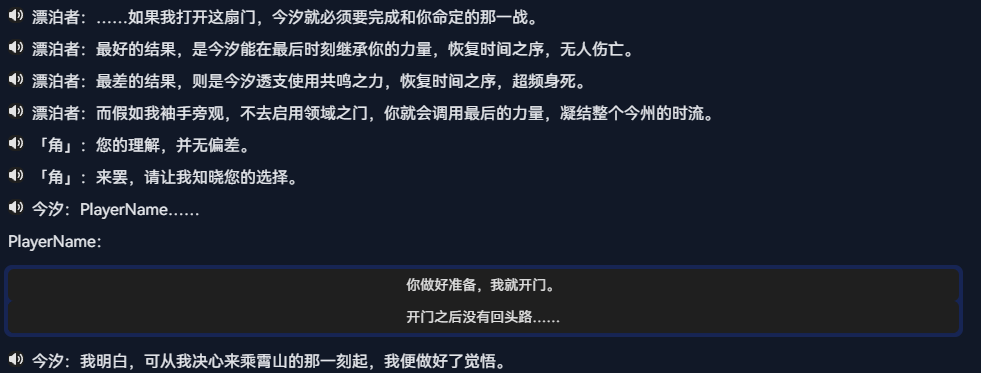 漂泊者：……如果我打开这扇门，今汐就必须要完成和你命定的那一战。
漂泊者：最好的结果，是今汐能在最后时刻继承你的力量，恢复时间之序，无人伤亡。
漂泊者：最差的结果，则是今汐透支使用共鸣之力，恢复时间之序，超频身死。
漂泊者：而假如我袖手旁观，不去启用领域之门，你就会调用最后的力量，凝结整个今州的时流。
「角」：您的理解，并无偏差。
「角」：来罢，请让我知晓您的选择。
今汐：PlayerName……
PlayerName：
你做好准备，我就开门。
开门之后没有回头路……
今汐：我明白，可从我决心来乘霄山的那一刻起，我便做好了觉悟。